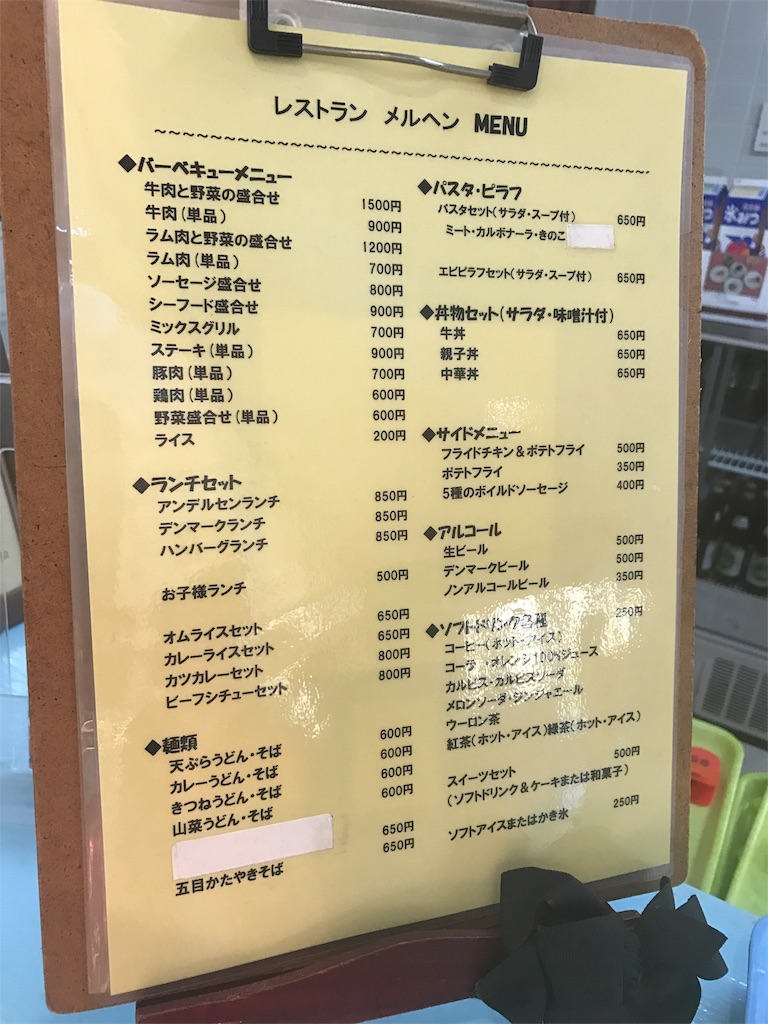 レストラン メルヘン MENU
~~~~~~~~~~~~~~~~~~~~~~~~~~~~~~~~~~~~~~
◆バーベキューメニュー
牛肉と野菜の盛合せ 1500円
牛肉(単品) 900円
ラム肉と野菜の盛合せ 1200円
ラム肉(単品) 700円
ソーセージ盛合せ 800円
シーフード盛合せ 900円
ミックスグリル 700円
ステーキ(単品) 900円
豚肉(単品) 700円
鶏肉(単品) 600円
野菜盛合せ(単品) 600円
ライス 200円
◆ランチセット
アンデルセンランチ 850円
デンマークランチ 850円
ハンバーグランチ 850円
お子様ランチ 500円
オムライスセット 650円
カレーライスセット 650円
カツカレーセット 800円
ビーフシチューセット 800円
◆麺類
天ぷらうどん・そば 600円
カレーうどん・そば 600円
きつねうどん・そば 600円
山菜うどん・そば 600円
650円
五目かたやきそば 650円
◆パスタ・ピラフ
パスタセット(サラダ・スープ付) 650円
ミート・カルボナーラ・きのこ
エビピラフセット(サラダ・スープ付) 650円
◆丼物セット(サラダ・味噌汁付)
牛丼 650円
親子丼 650円
中華丼 650円
◆サイドメニュー
フライドチキン&ポテトフライ 500円
ポテトフライ 350円
5種のボイルドソーセージ 400円
◆アルコール
生ビール 500円
デンマークビール 500円
ノンアルコールビール 350円
◆ソフトドリンク各種 250円
コーヒー(ホット・アイス)
コーラ オレンジ100%ジュース
カルピス・カルピスソーダ
メロンソーダ・ジンジャエール
ウーロン茶
紅茶(ホット・アイス)緑茶(ホット・アイス)
スイーツセット 500円
(ソフトドリンク&ケーキまたは和菓子)
ソフトアイスまたはかき氷 250円